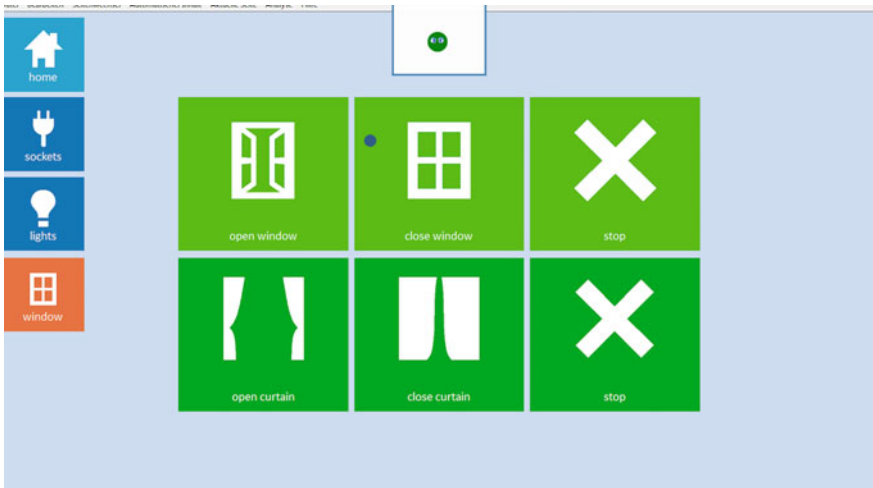 home
sockets
lights
window
open window
close window
stop
open curtain
close curtain
stop